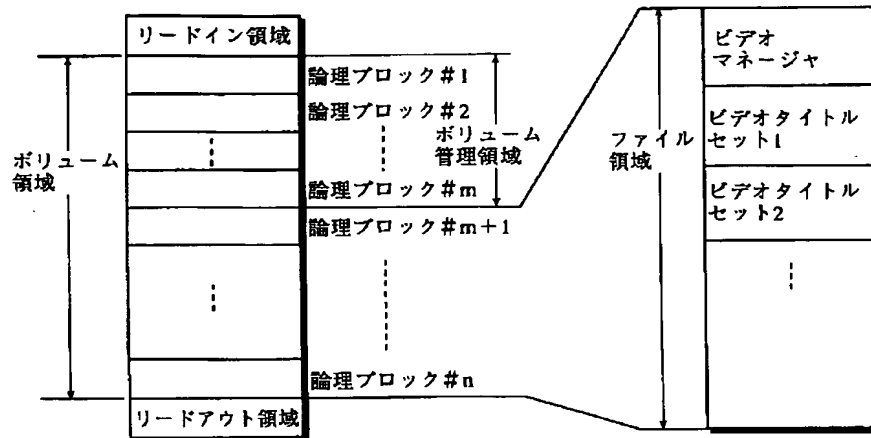 リードイン領域
論理ブロック#1
論理ブロック#2
論理ブロック#m
論理ブロック#m+1
論理ブロック#n
リードアウト領域
ボリューム
領域
ボリューム
管理領域
ファイル
領域
ビデオ
マネージャ
ビデオタイトル
セット1
ビデオタイトル
セット2